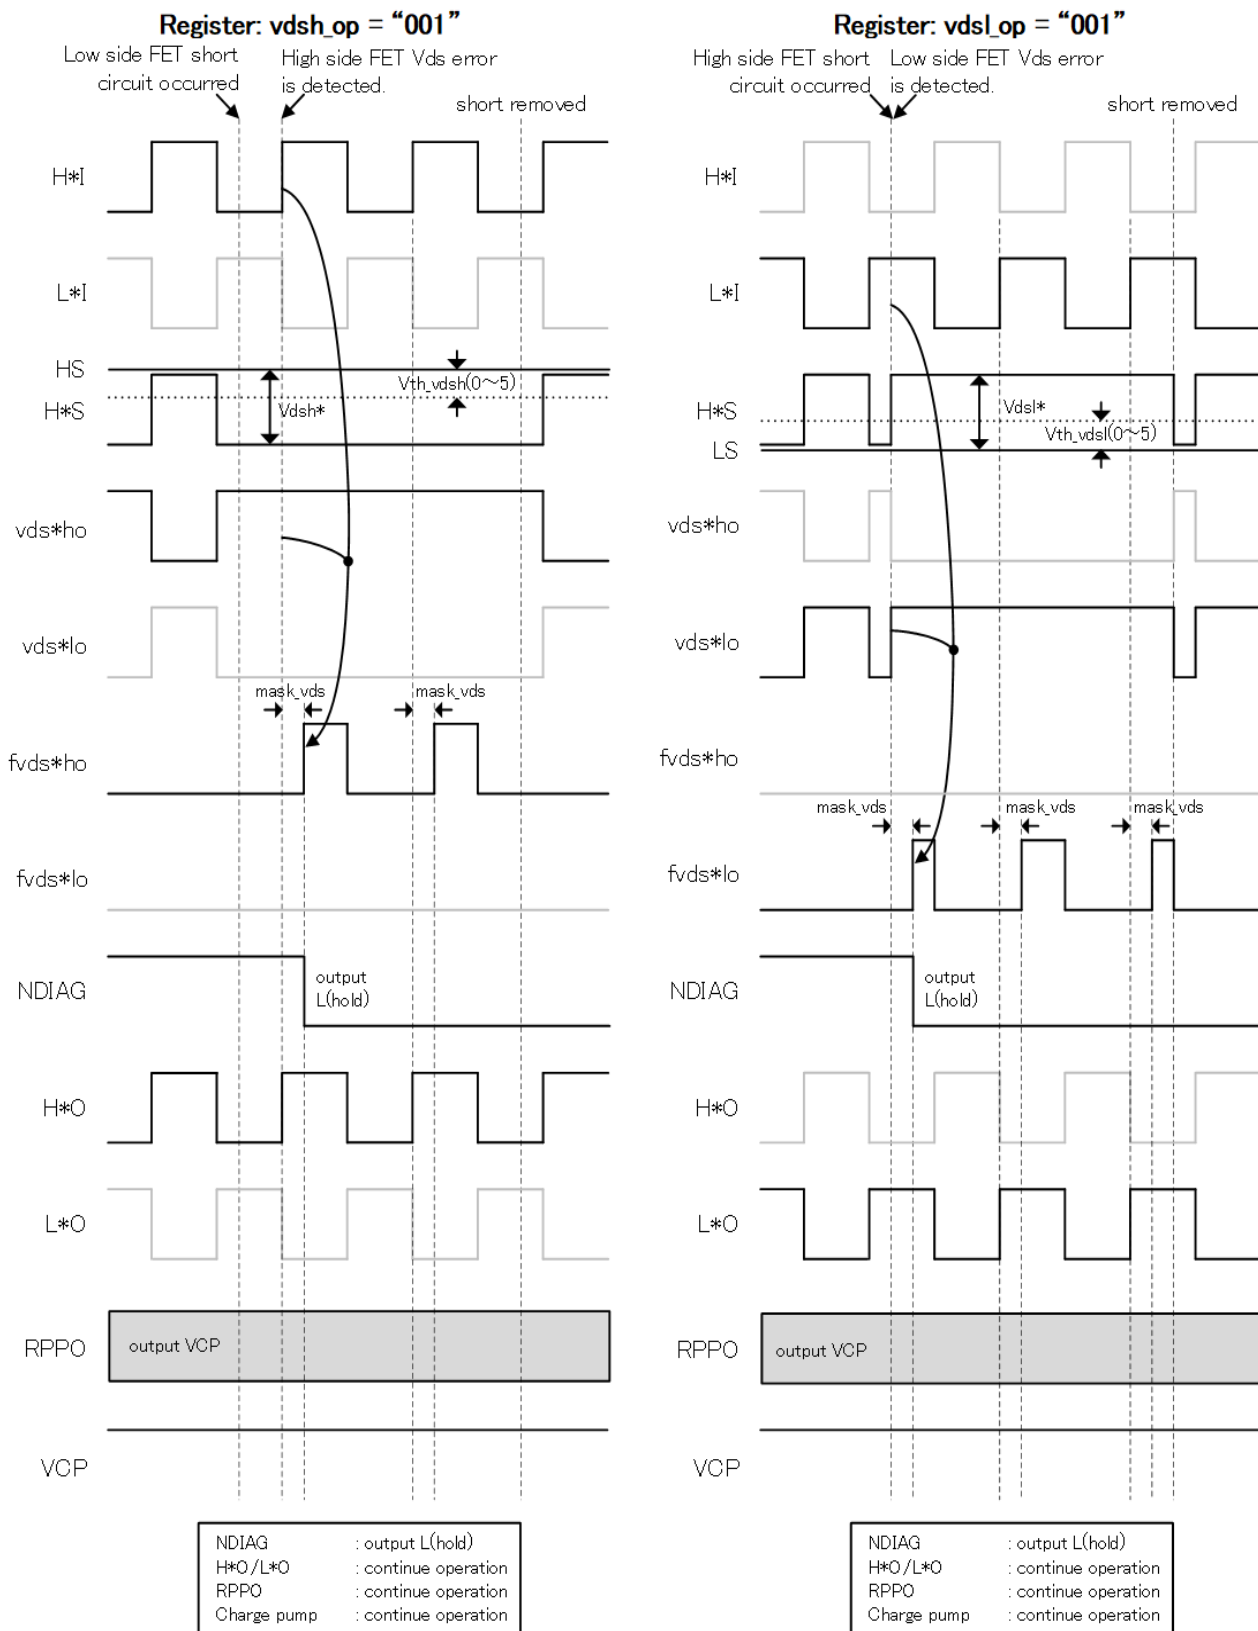 Register: vdsh_op = “001”
Low side FET short
circuit occurred
High side FET Vds error
is detected.
short removed
H*I
L*I
HS
Vth_vdsh(0～5)
H*S
Vdsh*
vds*ho
vds*lo
mask_vds
mask_vds
fvds*ho
fvds*lo
NDIAG
output
L(hold)
H*O
L*O
RPPO
output VCP
VCP
NDIAG : output L(hold)
H*O/L*O : continue operation
RPPO : continue operation
Charge pump : continue operation
Register: vdsl_op = “001”
High side FET short
circuit occurred
Low side FET Vds error
is detected.
short removed
H*I
L*I
H*S
Vdsl*
Vth_vdsl(0～5)
LS
vds*ho
vds*lo
fvds*ho
mask_vds
mask_vds
mask_vds
fvds*lo
NDIAG
output
L(hold)
H*O
L*O
RPPO
output VCP
VCP
NDIAG : output L(hold)
H*O/L*O : continue operation
RPPO : continue operation
Charge pump : continue operation